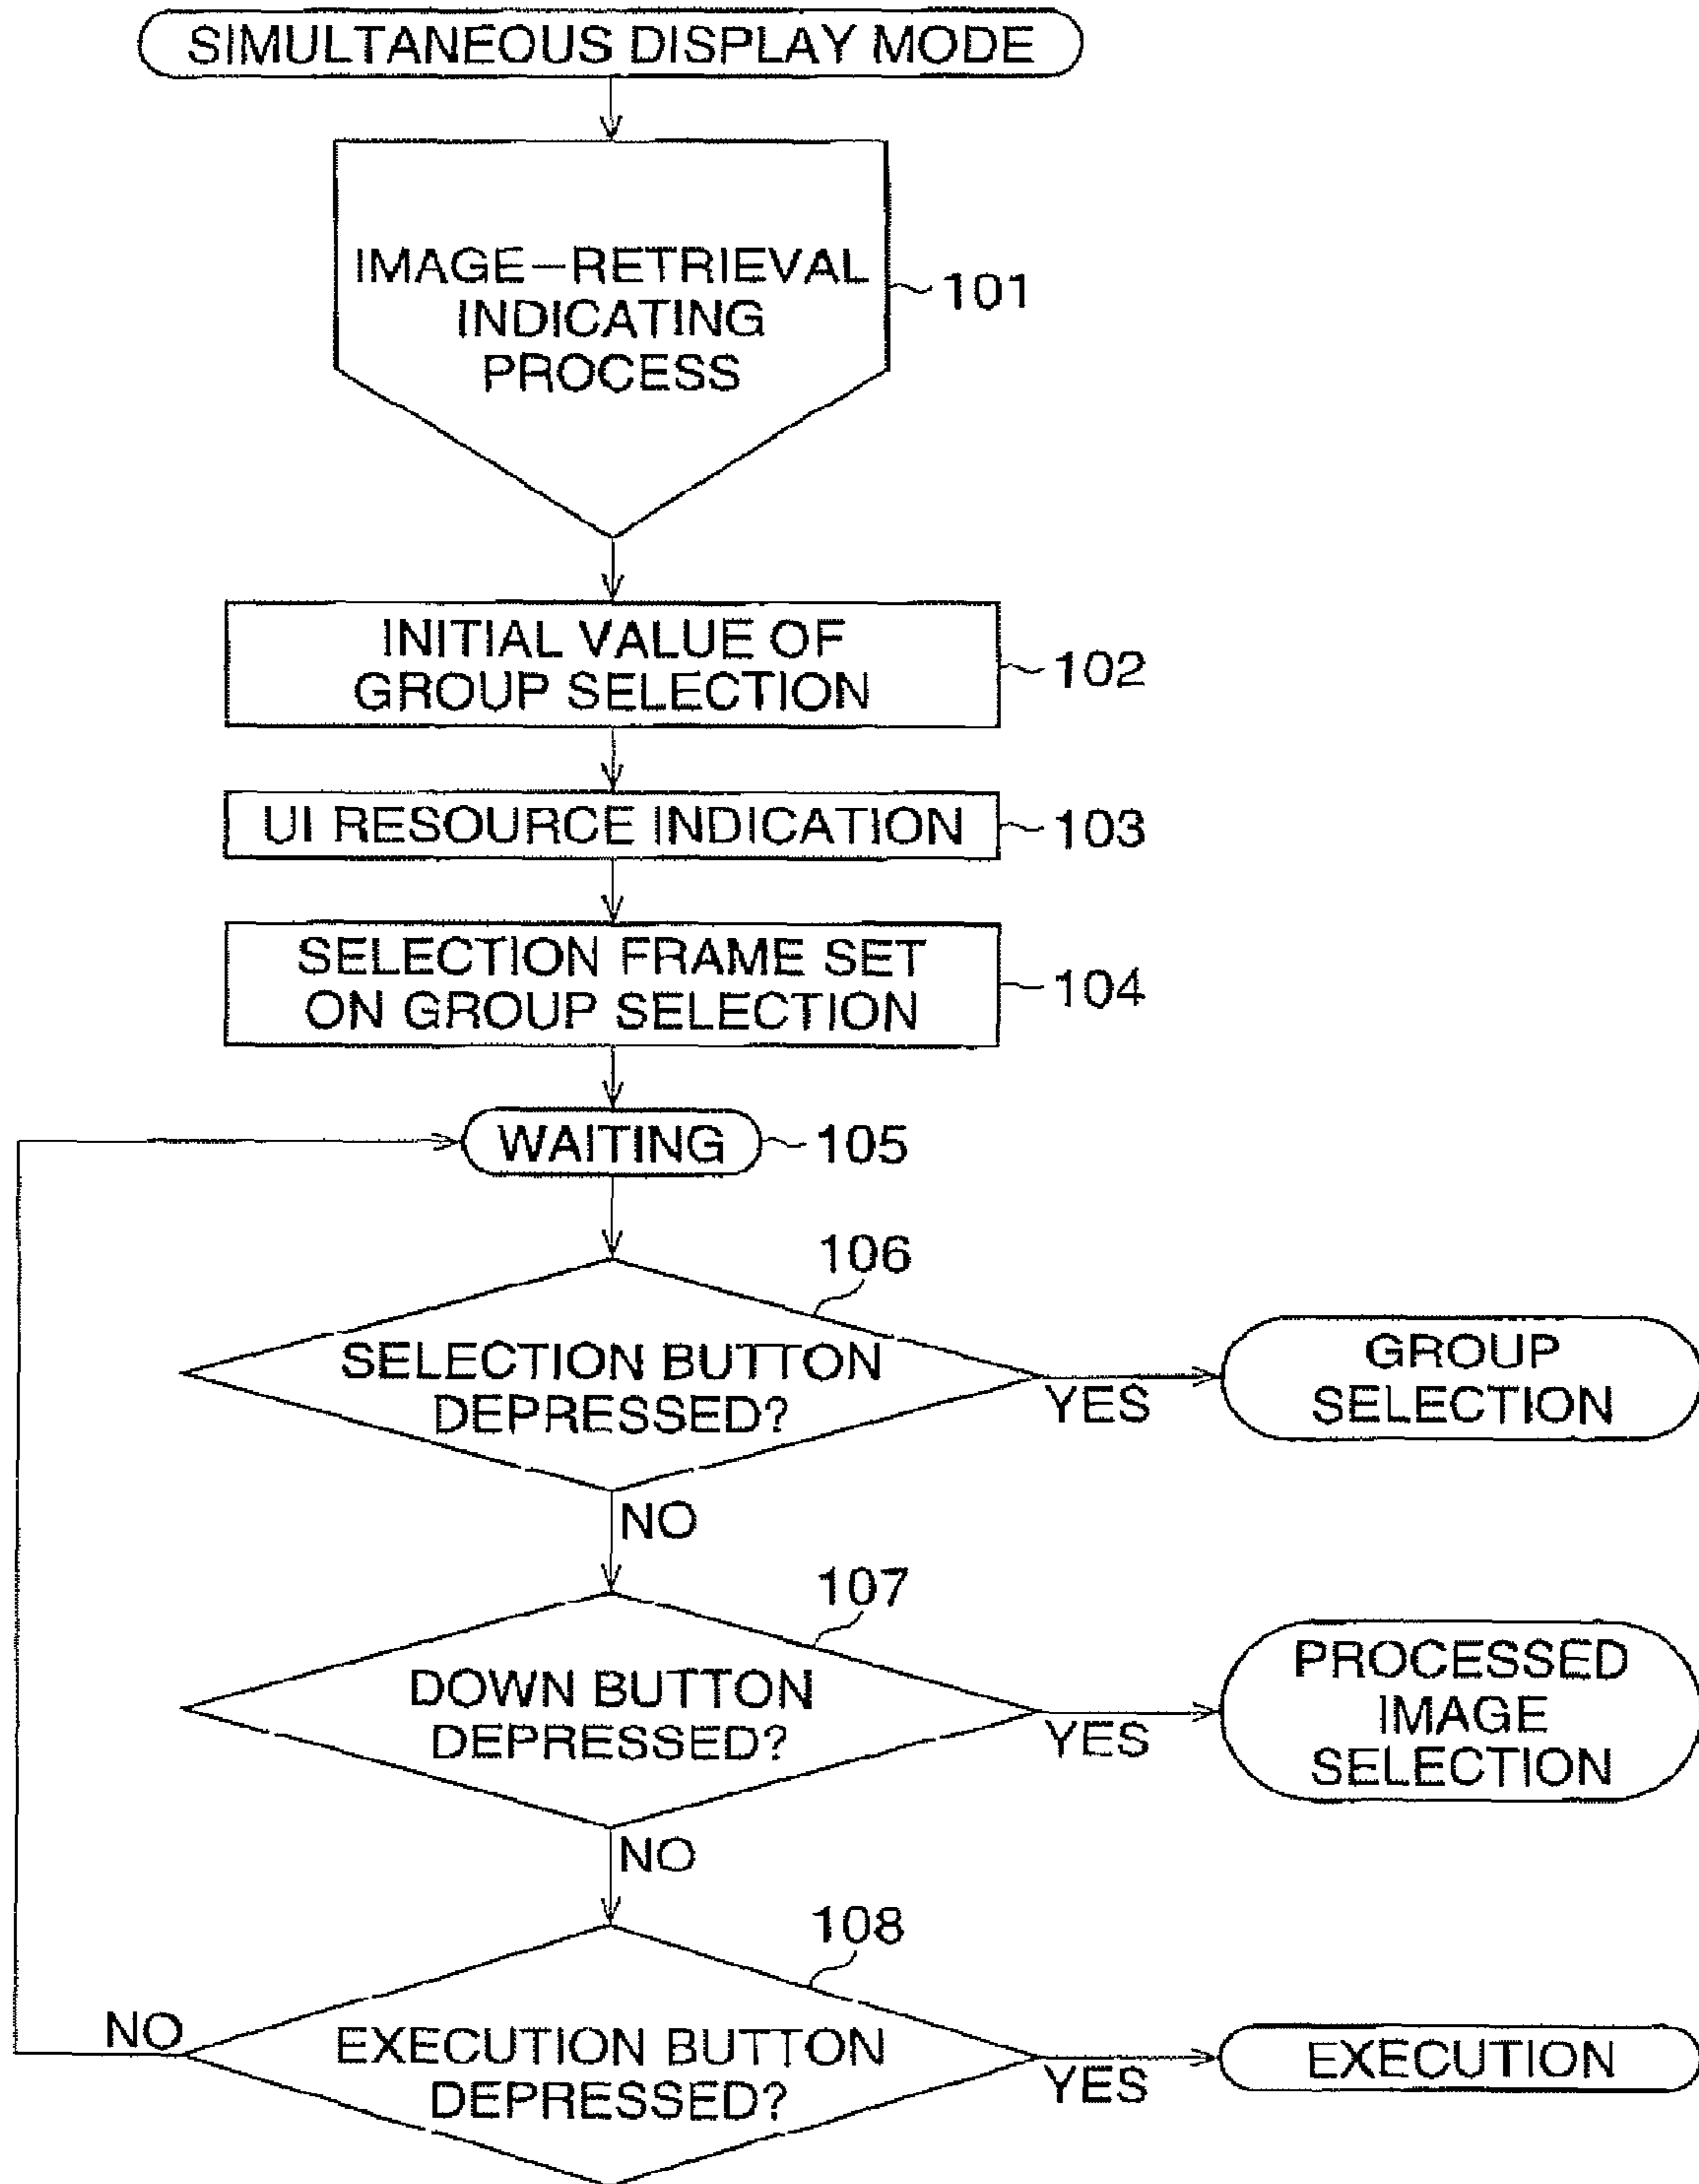 SIMULTANEOUS DISPLAY MODE
IMAGE-RETRIEVAL
INDICATING
PROCESS
101
INITIAL VALUE OF
GROUP SELECTION
102
UI RESOURCE INDICATION
103
SELECTION FRAME SET
ON GROUP SELECTION
104
WAITING
105
106
SELECTION BUTTON
DEPRESSED?
YES
GROUP
SELECTION
NO
107
DOWN BUTTON
DEPRESSED?
YES
PROCESSED
IMAGE
SELECTION
NO
108
EXECUTION BUTTON
DEPRESSED?
NO
YES
EXECUTION